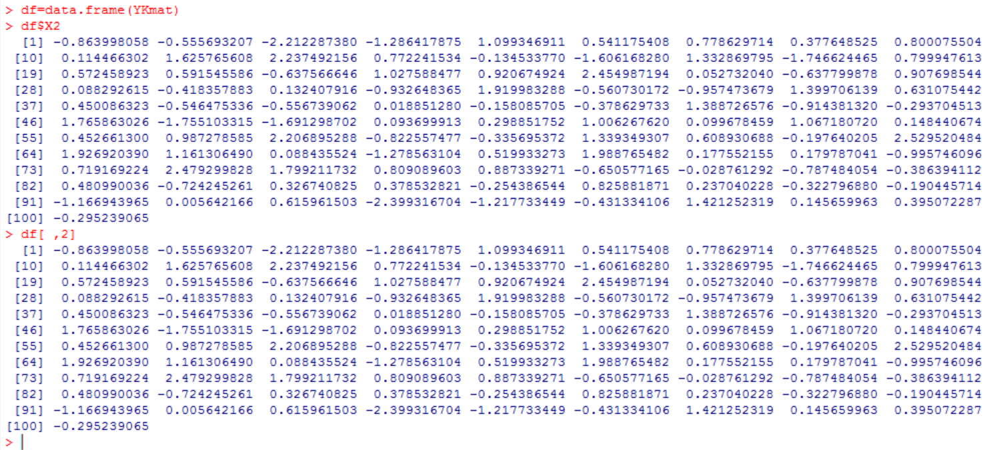 > df=data.frame(YKmat)
> df$X2
[1] -0.863998058 -0.555693207 -2.212287380 -1.286417875 1.099346911 0.541175408 0.778629714 0.377648525 0.800075504
[10] 0.114466302 1.625765608 2.237492156 0.772241534 -0.134533770 -1.606168280 1.332869795 -1.746624465 0.799947613
[19] 0.572458923 0.591545586 -0.637566646 1.027588477 0.920674924 2.454987194 0.052732040 -0.637799878 0.907698544
[28] 0.088292615 -0.418357883 0.132407916 -0.932648365 1.919983288 -0.560730172 -0.957473679 1.399706139 0.631075442
[37] 0.450086323 -0.546475336 -0.556739062 0.018851280 -0.158085705 -0.378629733 1.388726576 -0.914381320 -0.293704513
[46] 1.765863026 -1.755103315 -1.691298702 0.093699913 0.298851752 1.006267620 0.099678459 1.067180720 0.148440674
[55] 0.452661300 0.987278585 2.206895288 -0.822557477 -0.335695372 1.339349307 0.608930688 -0.197640205 2.529520484
[64] 1.926920390 1.161306490 0.088435524 -1.278563104 0.519933273 1.988765482 0.177552155 0.179787041 -0.995746096
[73] 0.719169224 2.479299828 1.799211732 0.809089603 0.887339271 -0.650577165 -0.028761292 -0.787484054 -0.386394112
[82] 0.480990036 -0.724245261 0.326740825 0.378532821 -0.254386544 0.825881871 0.237040228 -0.322796880 -0.190445714
[91] -1.166943965 0.005642166 0.615961503 -2.399316704 -1.217733449 -0.431334106 1.421252319 0.145659963 0.395072287
[100] -0.295239065
> df[ ,2]
[1] -0.863998058 -0.555693207 -2.212287380 -1.286417875 1.099346911 0.541175408 0.778629714 0.377648525 0.800075504
[10] 0.114466302 1.625765608 2.237492156 0.772241534 -0.134533770 -1.606168280 1.332869795 -1.746624465 0.799947613
[19] 0.572458923 0.591545586 -0.637566646 1.027588477 0.920674924 2.454987194 0.052732040 -0.637799878 0.907698544
[28] 0.088292615 -0.418357883 0.132407916 -0.932648365 1.919983288 -0.560730172 -0.957473679 1.399706139 0.631075442
[37] 0.450086323 -0.546475336 -0.556739062 0.018851280 -0.158085705 -0.378629733 1.388726576 -0.914381320 -0.293704513
[46] 1.765863026 -1.755103315 -1.691298702 0.093699913 0.298851752 1.006267620 0.099678459 1.067180720 0.148440674
[55] 0.452661300 0.987278585 2.206895288 -0.822557477 -0.335695372 1.339349307 0.608930688 -0.197640205 2.529520484
[64] 1.926920390 1.161306490 0.088435524 -1.278563104 0.519933273 1.988765482 0.177552155 0.179787041 -0.995746096
[73] 0.719169224 2.479299828 1.799211732 0.809089603 0.887339271 -0.650577165 -0.028761292 -0.787484054 -0.386394112
[82] 0.480990036 -0.724245261 0.326740825 0.378532821 -0.254386544 0.825881871 0.237040228 -0.322796880 -0.190445714
[91] -1.166943965 0.005642166 0.615961503 -2.399316704 -1.217733449 -0.431334106 1.421252319 0.145659963 0.395072287
[100] -0.295239065
>